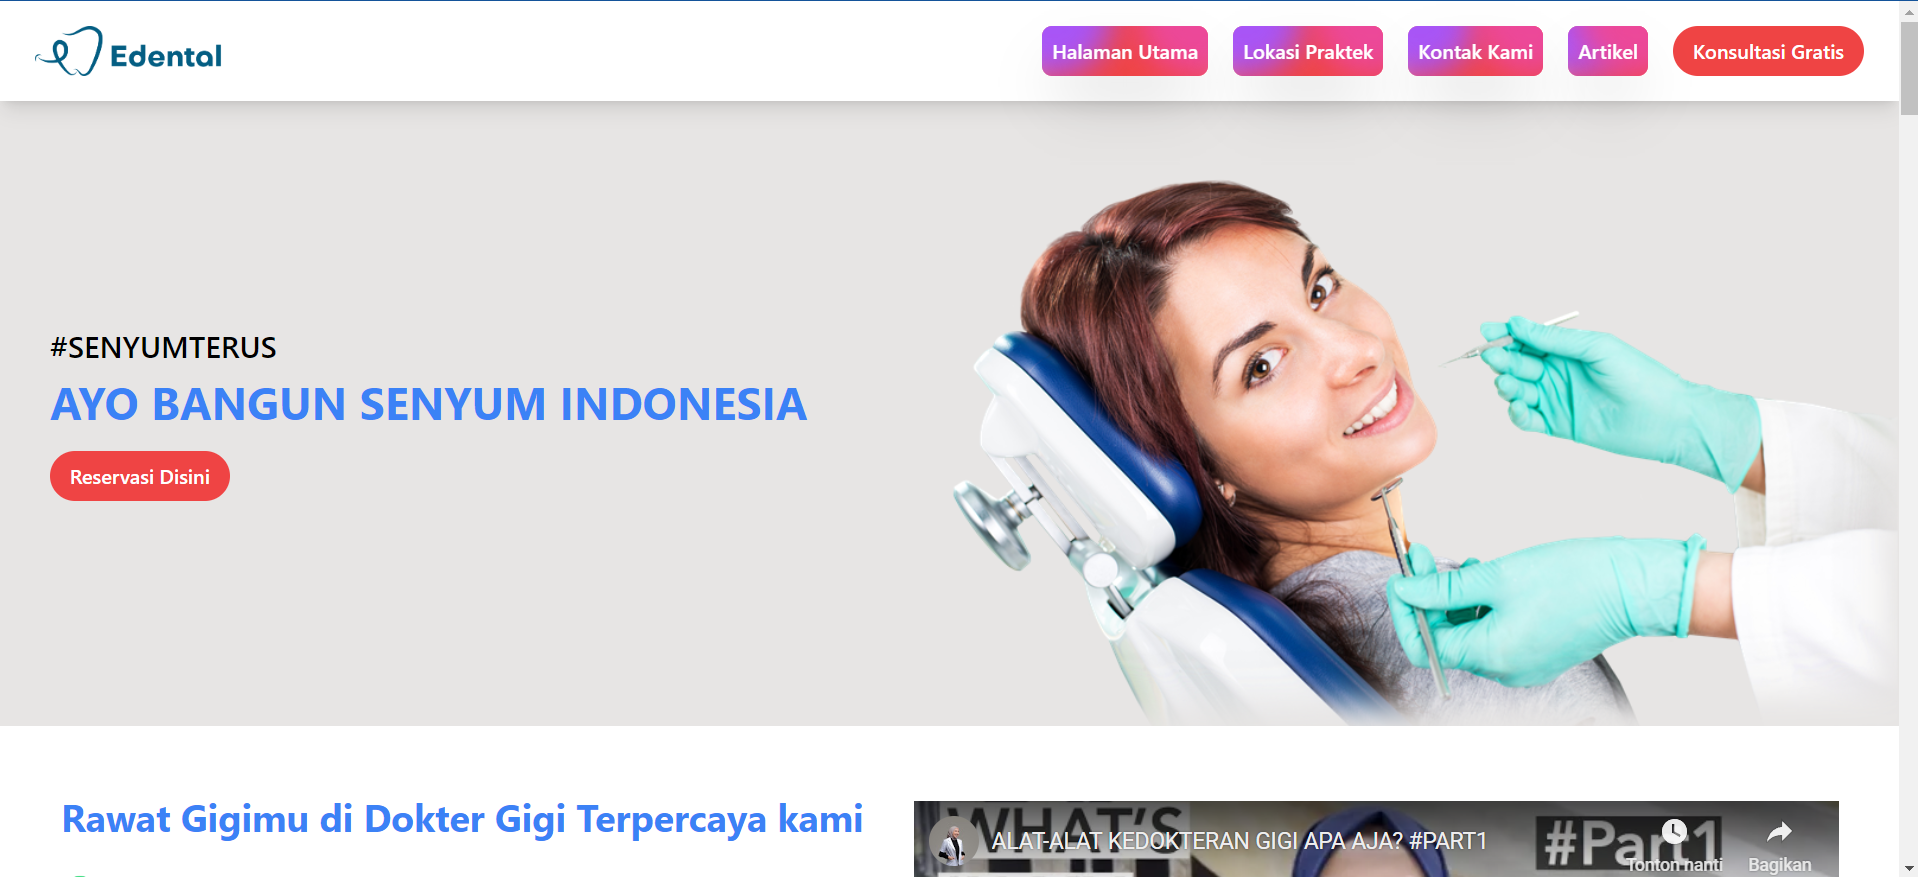 Edental
Halaman Utama
Lokasi Praktek
Kontak Kami
Artikel
Konsultasi Gratis
#SENYUMTERUS
AYO BANGUN SENYUM INDONESIA
Reservasi Disini
Rawat Gigimu di Dokter Gigi Terpercaya kami
WHAT'S
ALAT-ALAT KEDOKTERAN GIGI APA AJA? #PART1
#Part1
Tonton nanti
Bagikan